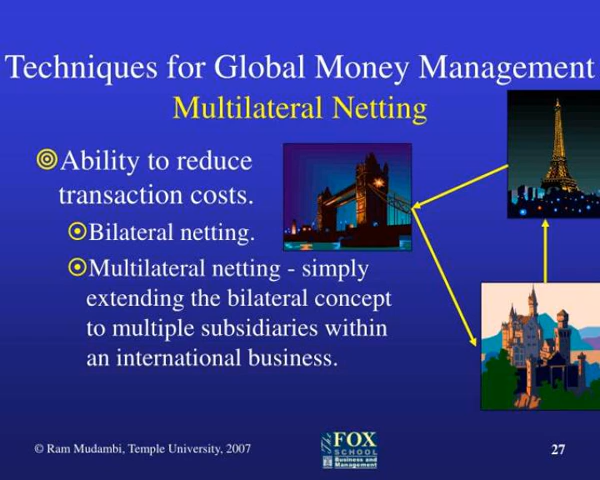 Techniques for Global Money Management
Multilateral Netting
Ability to reduce
transaction costs.
Bilateral netting.
Multilateral netting - simply
extending the bilateral concept
to multiple subsidiaries within
an international business.
© Ram Mudambi, Temple University, 2007
The FOX
SCHOOL
Business and
Management
27